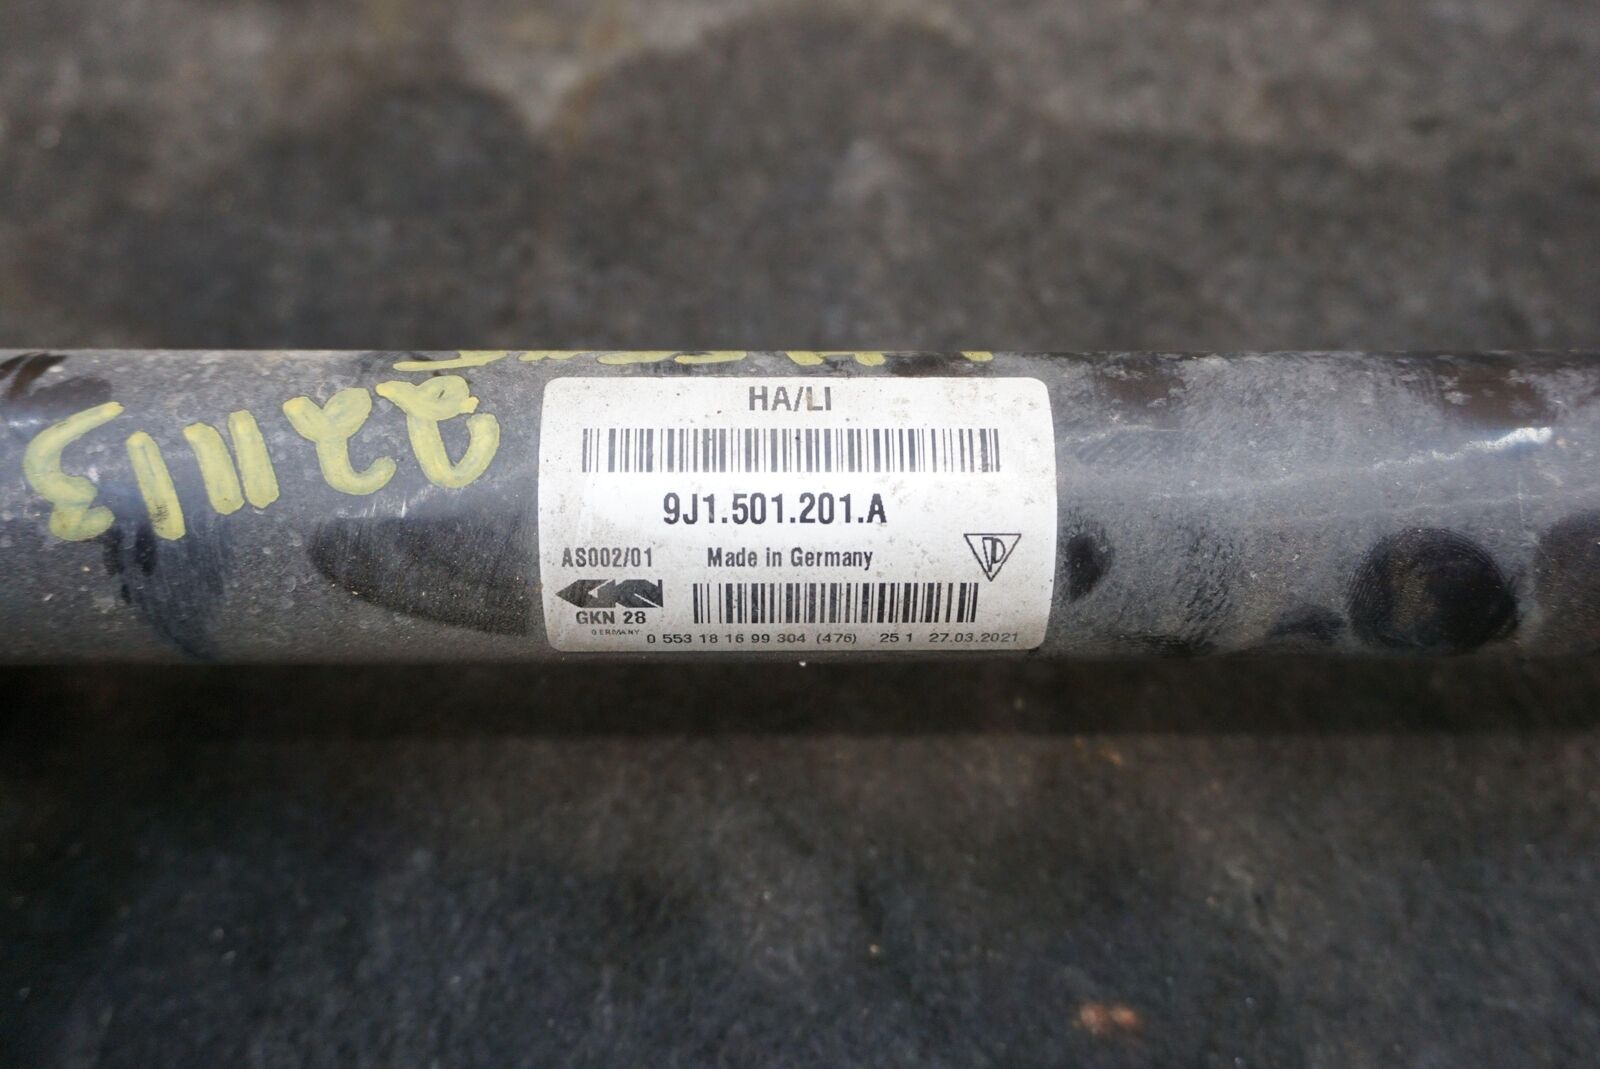 HA/LI
9J1.501.201.A
AS002/01 Made in Germany
GKN 28
GERMANY
0 553 18 16 99 304 (476) 25 1 27.03.2021
22113